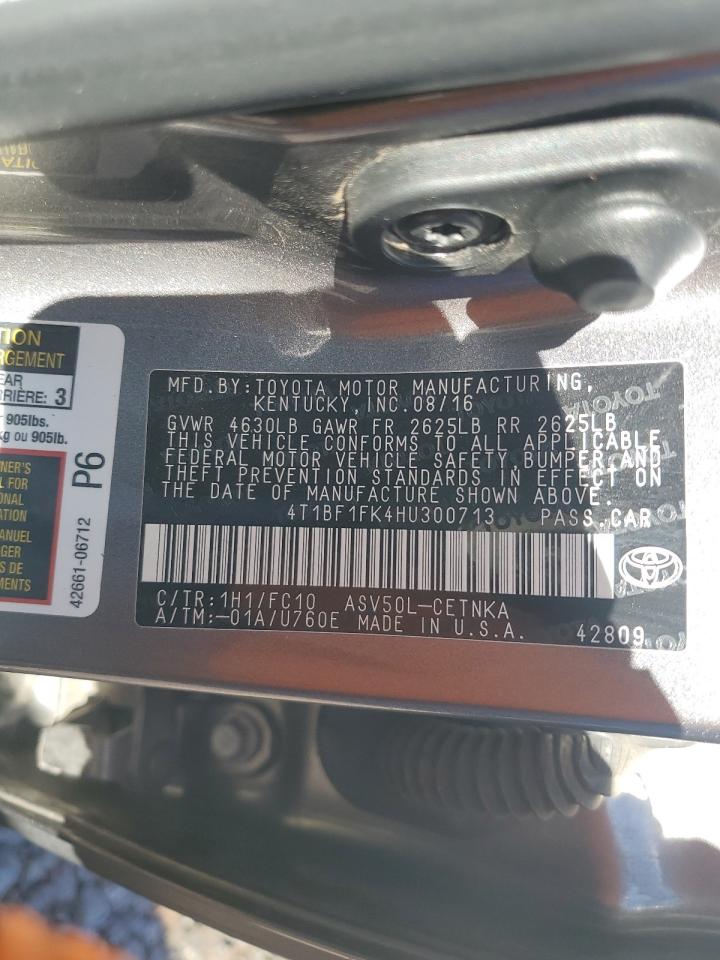 TION
RGEMENT
EAR
RRIÈRE: 3
r 905lbs.
kg ou 905lb.
NER'S
L FOR
ONAL
ATION
ANUEL
AGER
R
MENTS
P6
42661-06712
MFD.BY:TOYOTA MOTOR MANUFACTURING,
KENTUCKY, INC.08/16
GVWR 4630LB GAWR FR 2625LB RR 2625LB
THIS VEHICLE CONFORMS TO ALL APPLICABLE
FEDERAL MOTOR VEHICLE SAFETY, BUMPER, AND
THEFT PREVENTION STANDARDS IN EFFECT ON
THE DATE OF MANUFACTURE SHOWN ABOVE.
4T1BF1FK4HU300713 PASS.CAR
C/TR:1H1/FC10 ASV50L-CETNKA
A/TM:-01A/U760E MADE IN U.S.A.
42809
TOYOTA